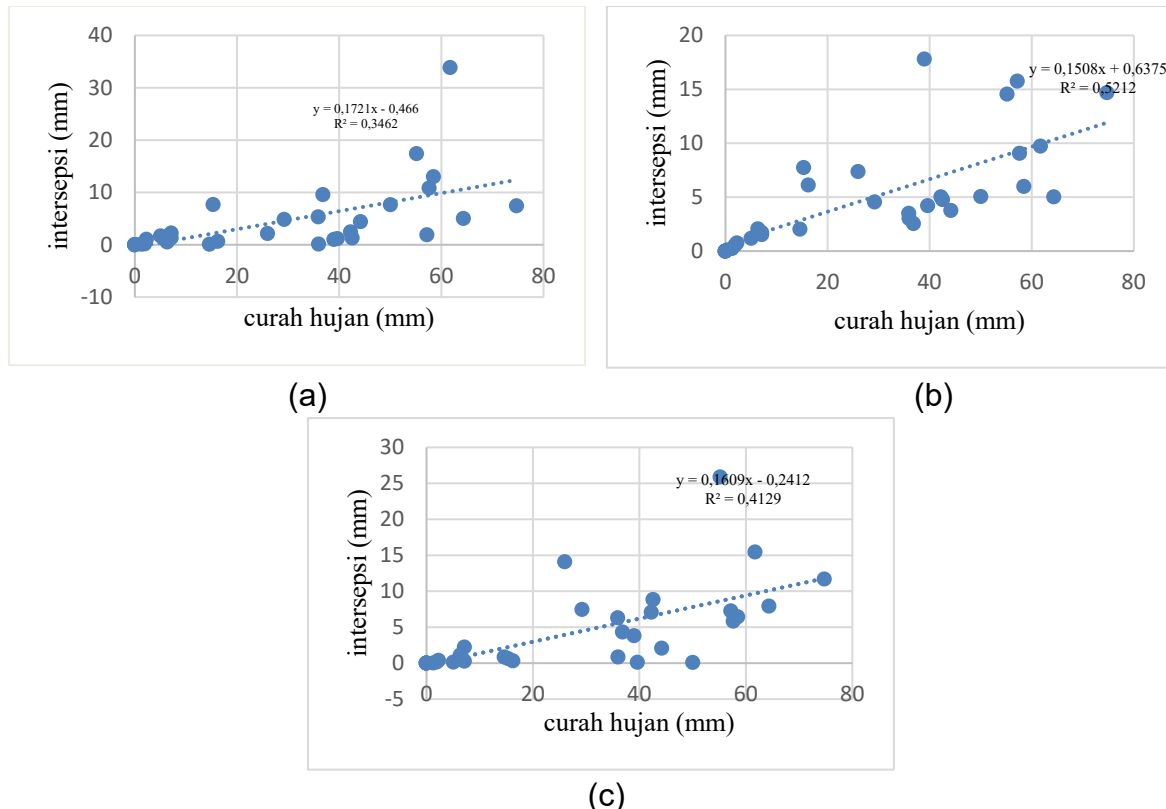 40
30
20
10
0
-10
0 20 40 60 80
intersepsi (mm)
curah hujan (mm)
y = 0,1721x - 0,466
R² = 0,3462
(a)
20
15
10
5
0
0 20 40 60 80
intersepsi (mm)
curah hujan (mm)
y = 0,1508x + 0,6375
R² = 0,5212
(b)
30
25
20
15
10
5
0
-5
0 20 40 60 80
intersepsi (mm)
curah hujan (mm)
y = 0,1609x - 0,2412
R² = 0,4129
(c)